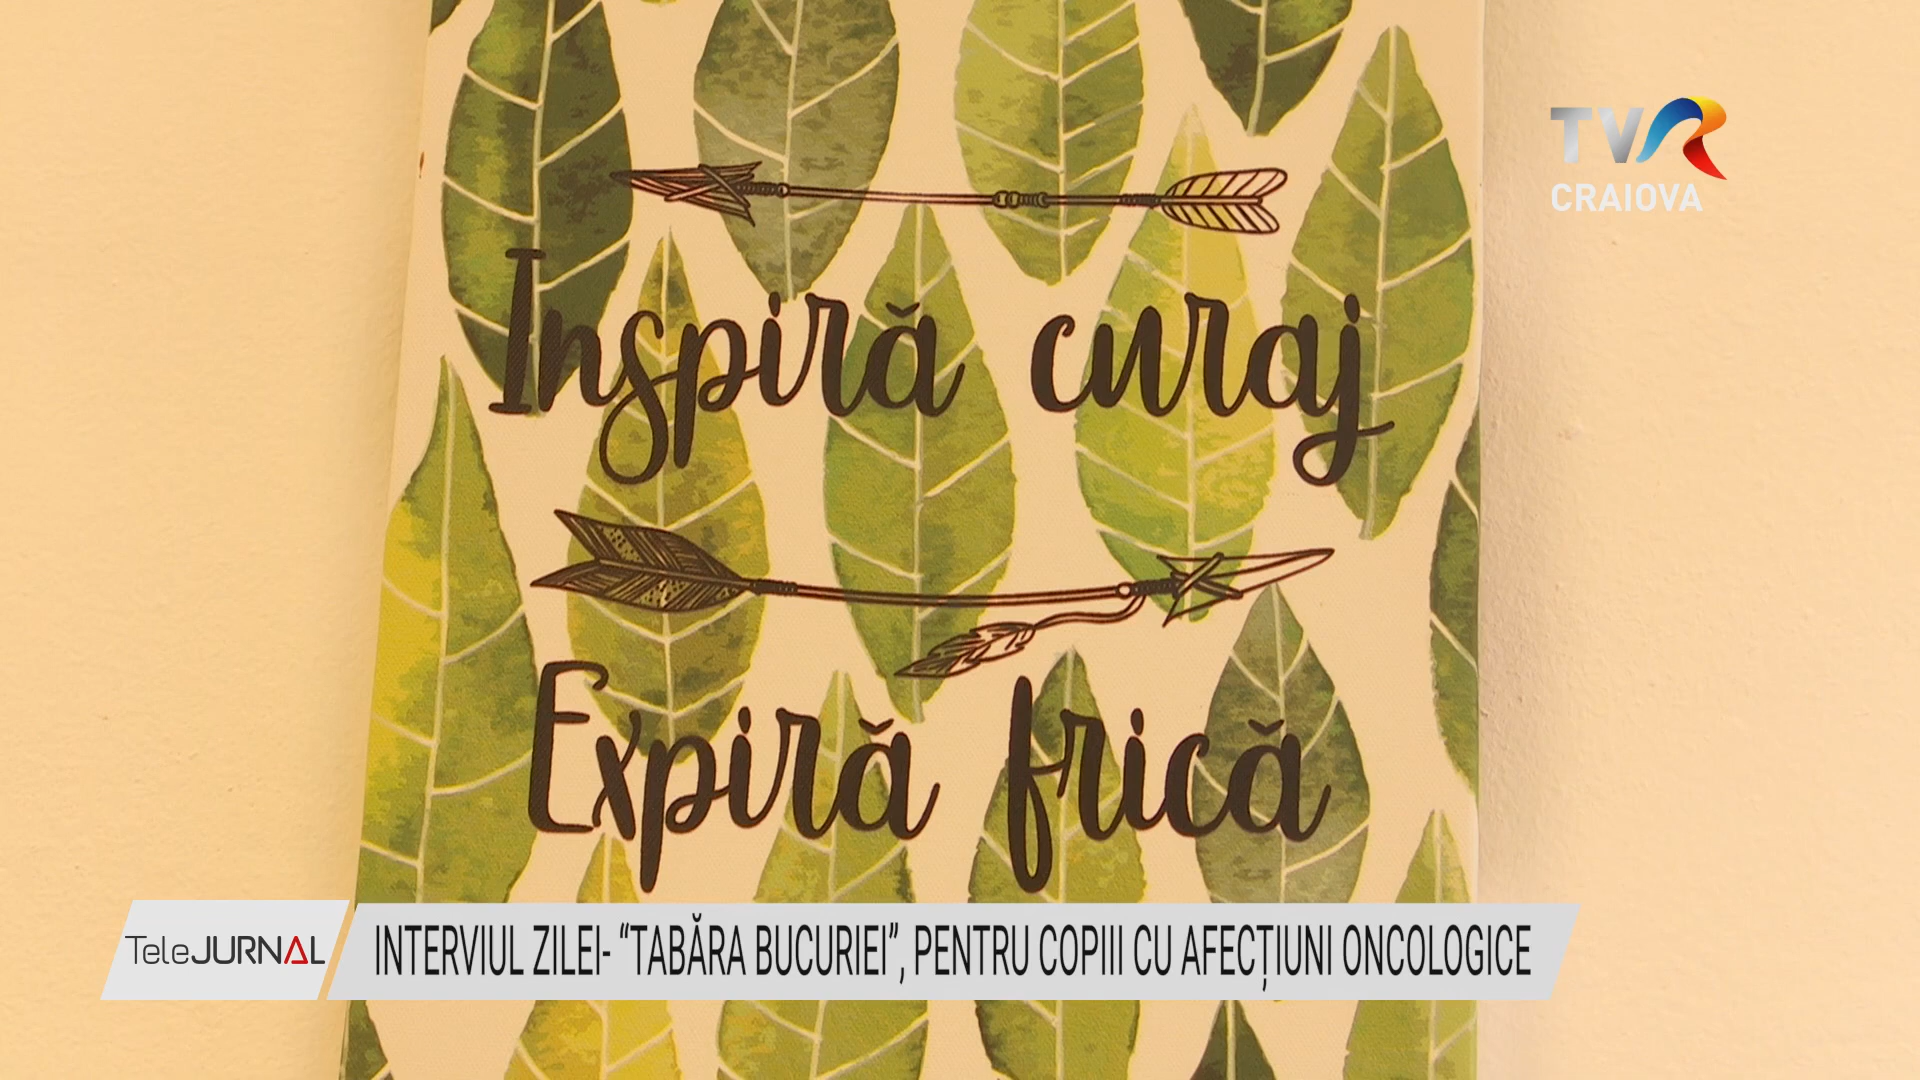 TVR
CRAIOVA
Inspiră curaj
Expiră frică
TeleJURNAL
INTERVIUL ZILEI- “TABĂRA BUCURIEI”, PENTRU COPIII CU AFECȚIUNI ONCOLOGICE